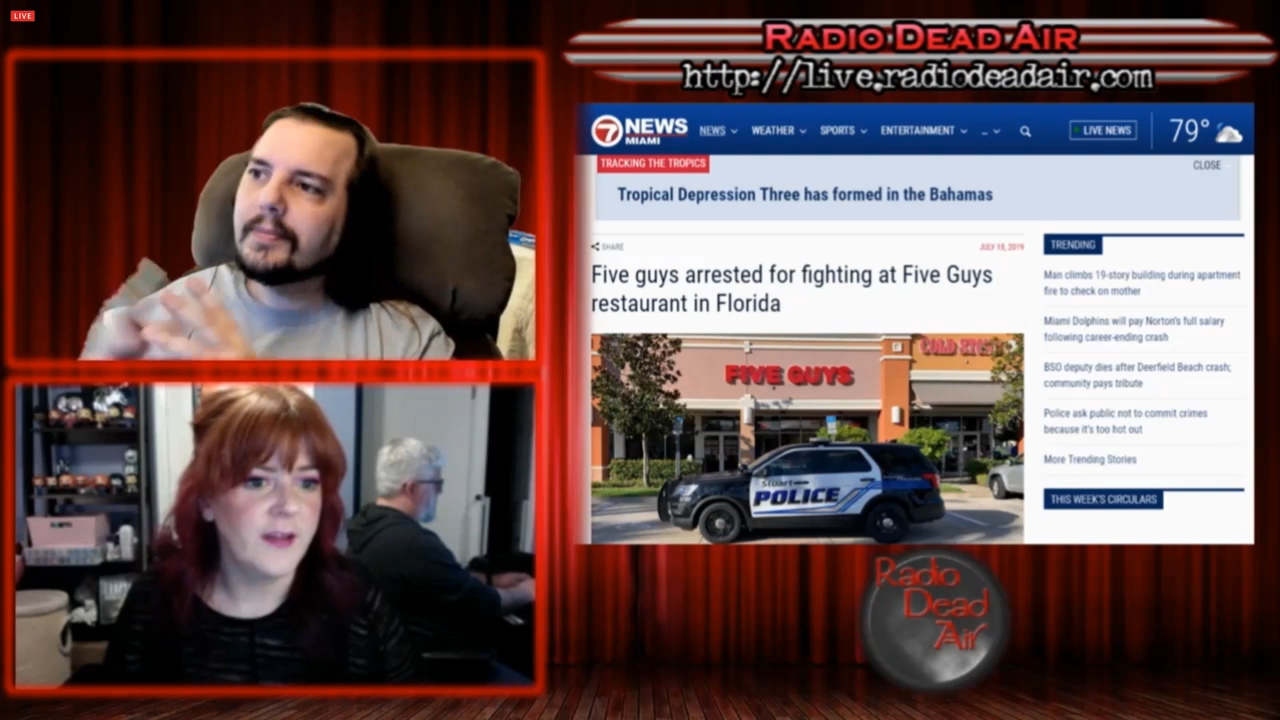 LIVE
RADIO DEAD AIR
http://live.radiodeadair.com
7 NEWS
MIAMI
NEWS
WEATHER
SPORTS
ENTERTAINMENT
...
LIVE NEWS
79°
TRACKING THE TROPICS
CLOSE
Tropical Depression Three has formed in the Bahamas
SHARE
JULY 18, 2019
Five guys arrested for fighting at Five Guys
restaurant in Florida
FIVE GUYS
COLD STONE
Stuart
POLICE
TRENDING
Man climbs 19-story building during apartment
fire to check on mother
Miami Dolphins will pay Norton's full salary
following career-ending crash
BSO deputy dies after Deerfield Beach crash;
community pays tribute
Police ask public not to commit crimes
because it's too hot out
More Trending Stories
THIS WEEK'S CIRCULARS
Radio
Dead
Air